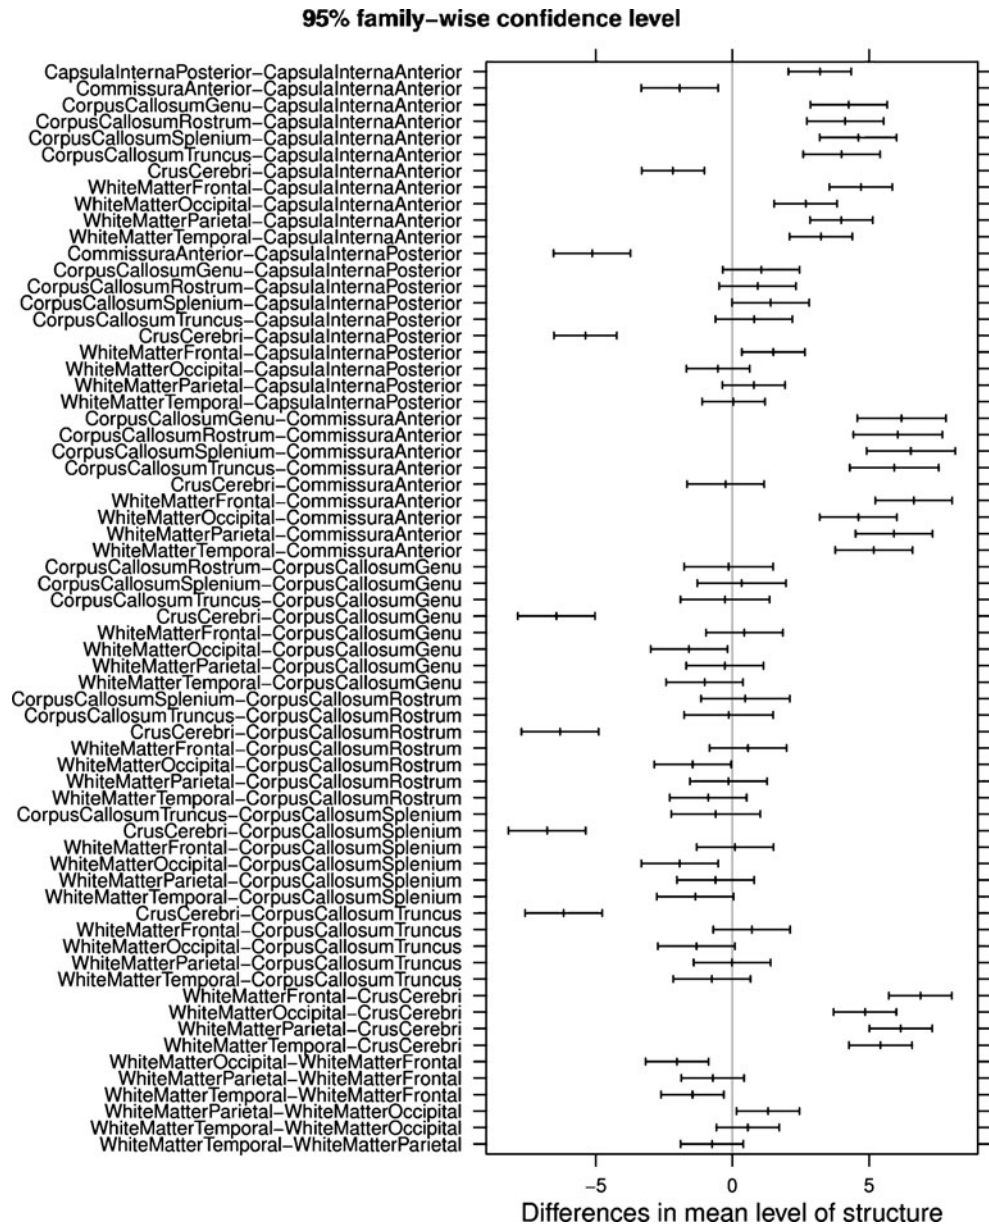 95% family−wise confidence level
CapsulaInternaPosterior−CapsulaInternaAnterior
CommissuraAnterior−CapsulaInternaAnterior
CorpusCallosumGenu−CapsulaInternaAnterior
CorpusCallosumRostrum−CapsulaInternaAnterior
CorpusCallosumSplenium−CapsulaInternaAnterior
CorpusCallosumTruncus−CapsulaInternaAnterior
CrusCerebri−CapsulaInternaAnterior
WhiteMatterFrontal−CapsulaInternaAnterior
WhiteMatterOccipital−CapsulaInternaAnterior
WhiteMatterParietal−CapsulaInternaAnterior
WhiteMatterTemporal−CapsulaInternaAnterior
CommissuraAnterior−CapsulaInternaPosterior
CorpusCallosumGenu−CapsulaInternaPosterior
CorpusCallosumRostrum−CapsulaInternaPosterior
CorpusCallosumSplenium−CapsulaInternaPosterior
CorpusCallosumTruncus−CapsulaInternaPosterior
CrusCerebri−CapsulaInternaPosterior
WhiteMatterFrontal−CapsulaInternaPosterior
WhiteMatterOccipital−CapsulaInternaPosterior
WhiteMatterParietal−CapsulaInternaPosterior
WhiteMatterTemporal−CapsulaInternaPosterior
CorpusCallosumGenu−CommissuraAnterior
CorpusCallosumRostrum−CommissuraAnterior
CorpusCallosumSplenium−CommissuraAnterior
CorpusCallosumTruncus−CommissuraAnterior
CrusCerebri−CommissuraAnterior
WhiteMatterFrontal−CommissuraAnterior
WhiteMatterOccipital−CommissuraAnterior
WhiteMatterParietal−CommissuraAnterior
WhiteMatterTemporal−CommissuraAnterior
CorpusCallosumRostrum−CorpusCallosumGenu
CorpusCallosumSplenium−CorpusCallosumGenu
CorpusCallosumTruncus−CorpusCallosumGenu
CrusCerebri−CorpusCallosumGenu
WhiteMatterFrontal−CorpusCallosumGenu
WhiteMatterOccipital−CorpusCallosumGenu
WhiteMatterParietal−CorpusCallosumGenu
WhiteMatterTemporal−CorpusCallosumGenu
CorpusCallosumSplenium−CorpusCallosumRostrum
CorpusCallosumTruncus−CorpusCallosumRostrum
CrusCerebri−CorpusCallosumRostrum
WhiteMatterFrontal−CorpusCallosumRostrum
WhiteMatterOccipital−CorpusCallosumRostrum
WhiteMatterParietal−CorpusCallosumRostrum
WhiteMatterTemporal−CorpusCallosumRostrum
CorpusCallosumTruncus−CorpusCallosumSplenium
CrusCerebri−CorpusCallosumSplenium
WhiteMatterFrontal−CorpusCallosumSplenium
WhiteMatterOccipital−CorpusCallosumSplenium
WhiteMatterParietal−CorpusCallosumSplenium
WhiteMatterTemporal−CorpusCallosumSplenium
CrusCerebri−CorpusCallosumTruncus
WhiteMatterFrontal−CorpusCallosumTruncus
WhiteMatterOccipital−CorpusCallosumTruncus
WhiteMatterParietal−CorpusCallosumTruncus
WhiteMatterTemporal−CorpusCallosumTruncus
WhiteMatterFrontal−CrusCerebri
WhiteMatterOccipital−CrusCerebri
WhiteMatterParietal−CrusCerebri
WhiteMatterTemporal−CrusCerebri
WhiteMatterOccipital−WhiteMatterFrontal
WhiteMatterParietal−WhiteMatterFrontal
WhiteMatterTemporal−WhiteMatterFrontal
WhiteMatterParietal−WhiteMatterOccipital
WhiteMatterTemporal−WhiteMatterOccipital
WhiteMatterTemporal−WhiteMatterParietal
−5 0 5
Differences in mean level of structure